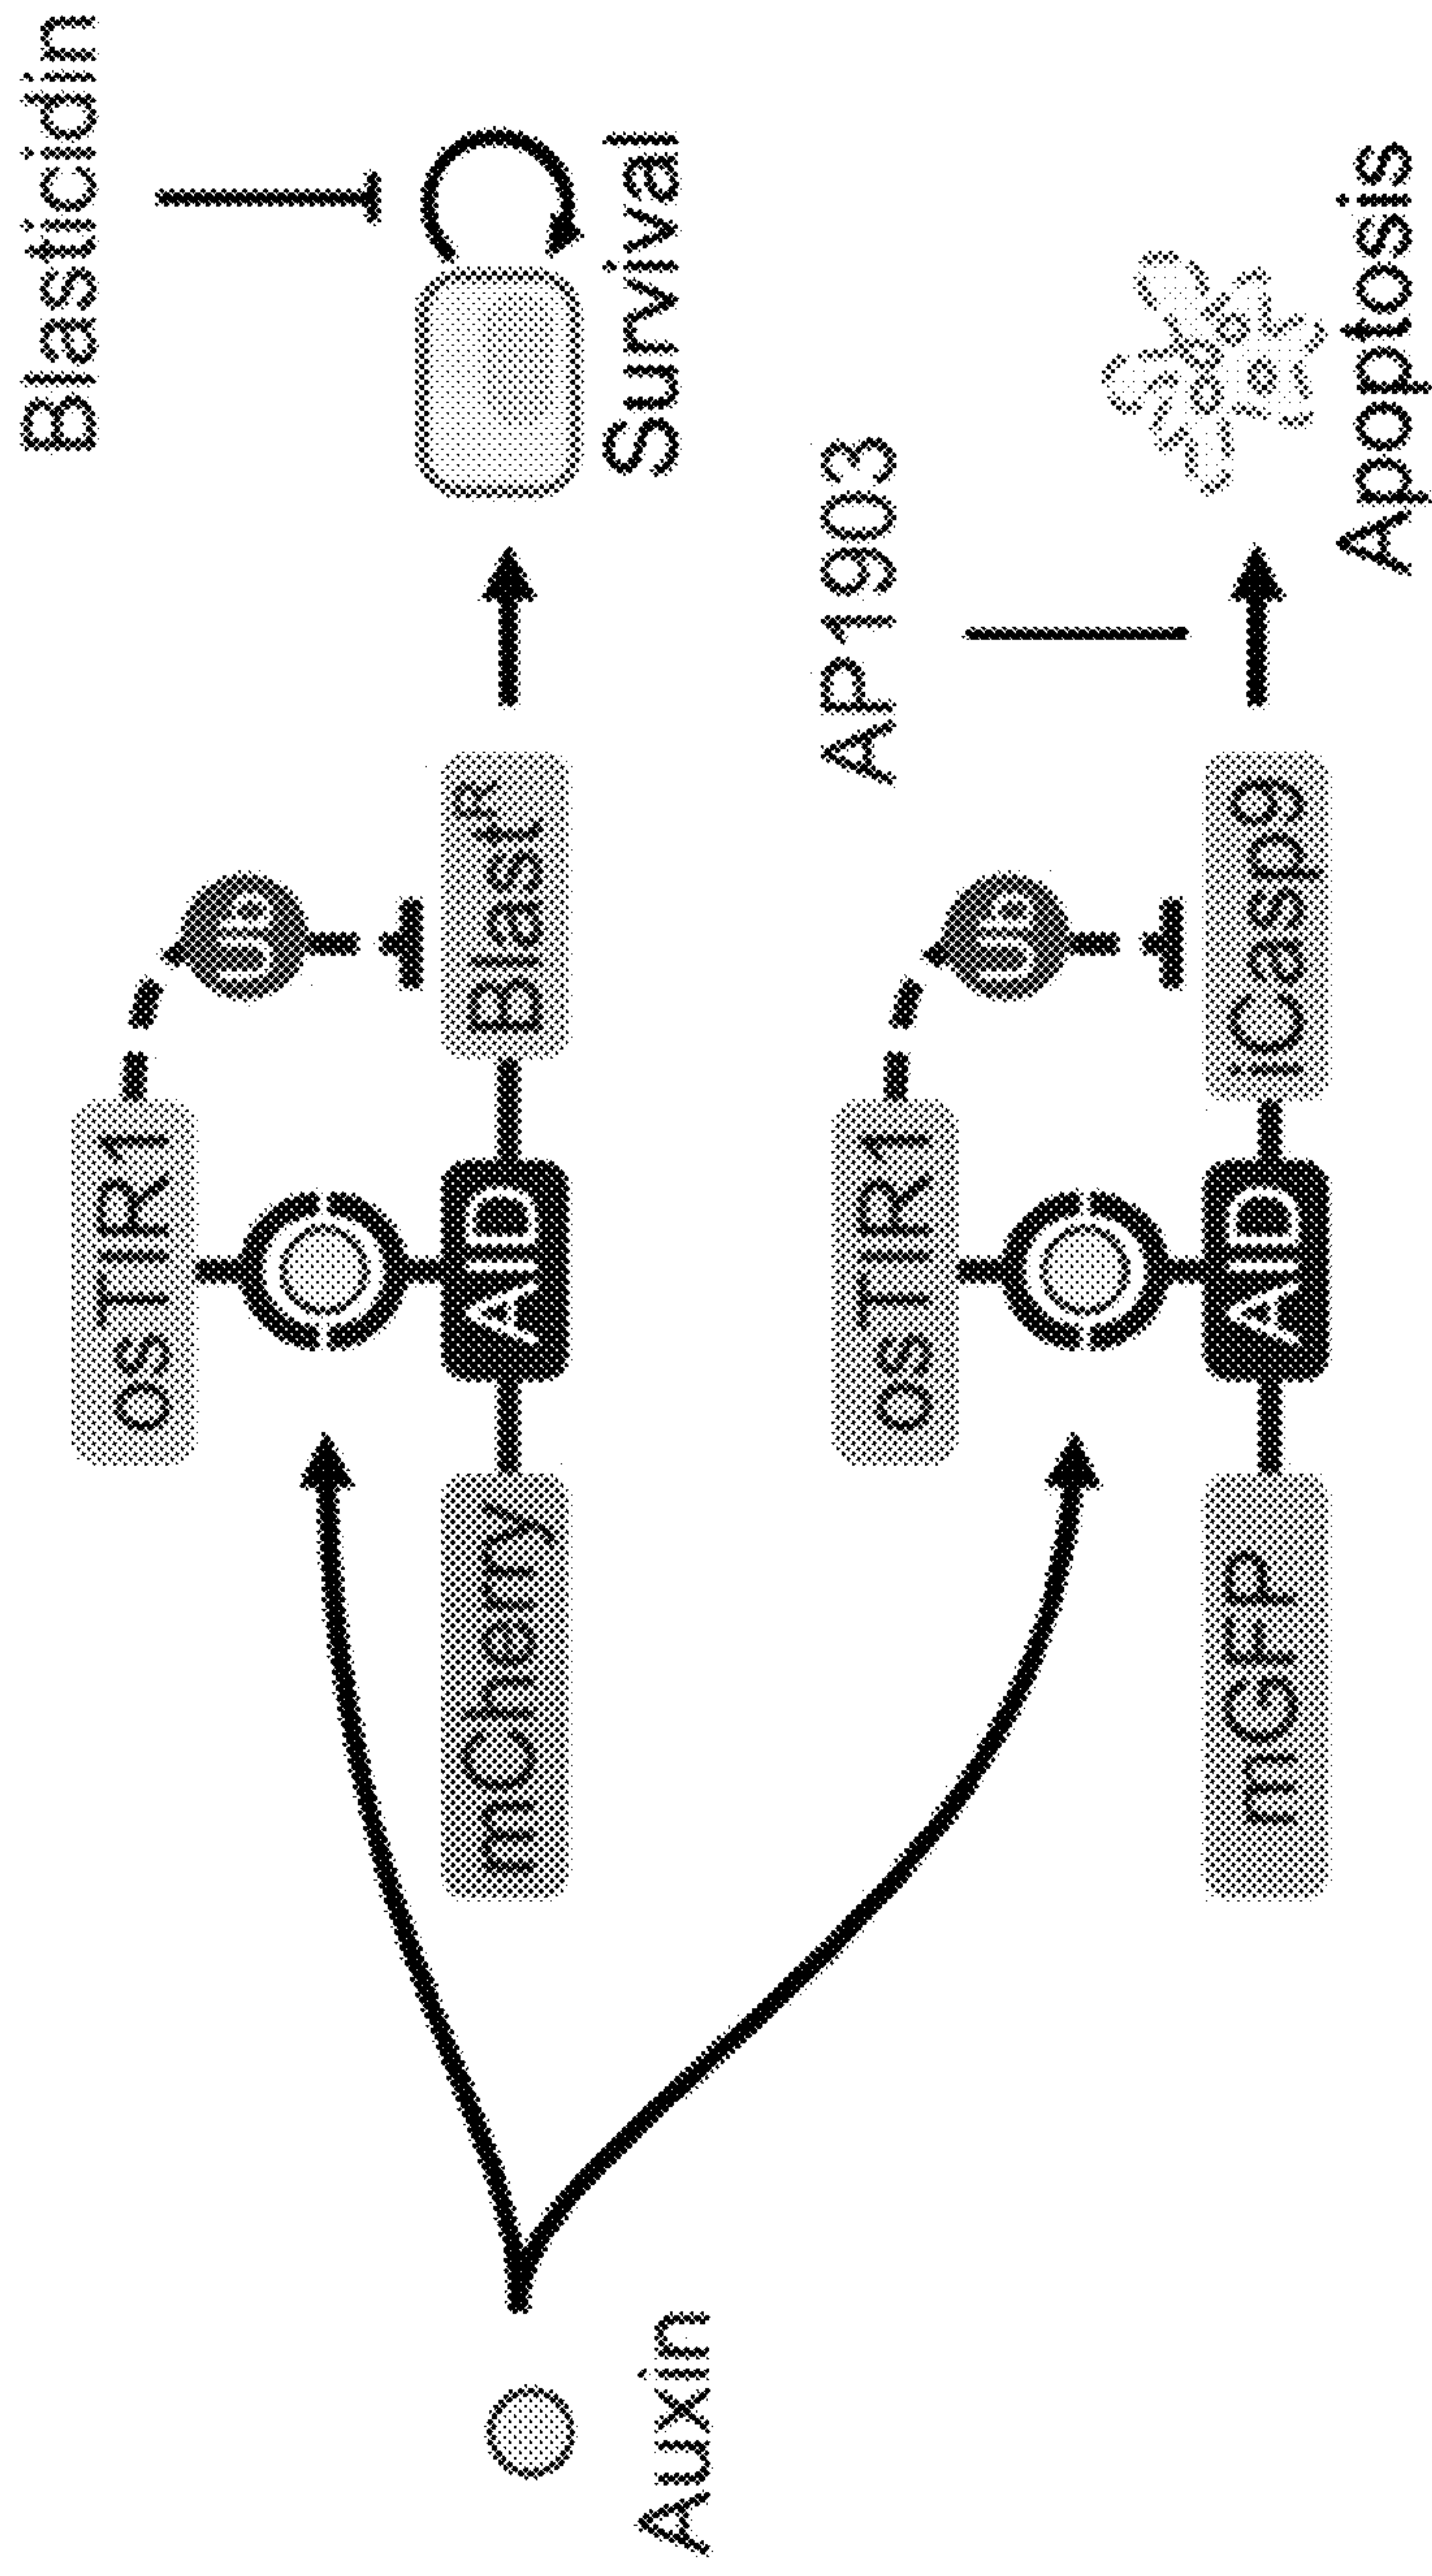 Auxin
osTIR1
Ub
mCherry
AID
Blast^R
Blasticidin
Survival
osTIR1
Ub
mGFP
AID
iCasp9
AP1903
Apoptosis